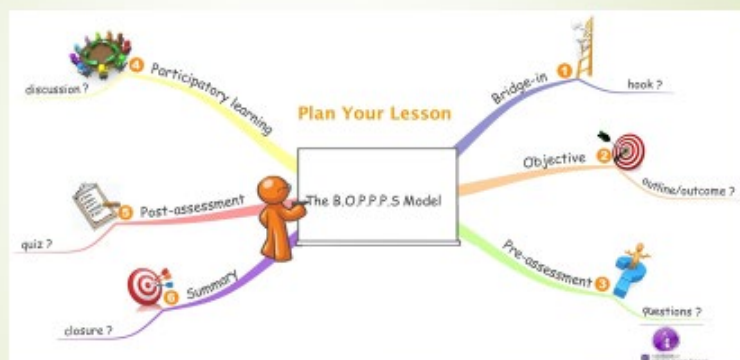 Plan Your Lesson
The B.O.P.P.P.S Model
1 Bridge-in
hook?
2 Objective
outline/outcome?
3 Pre-assessment
questions?
4 Participatory learning
discussion?
5 Post-assessment
quiz?
6 Summary
closure?